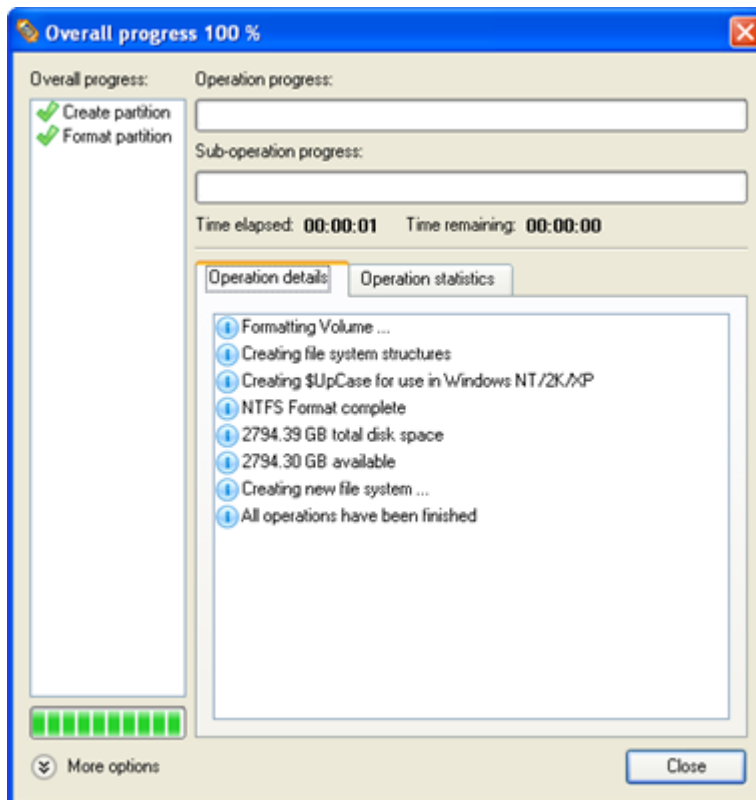 Overall progress 100 %
Overall progress:
Create partition
Format partition
Operation progress:
Sub-operation progress:
Time elapsed: 00:00:01 Time remaining: 00:00:00
Operation details Operation statistics
Formatting Volume ...
Creating file system structures
Creating $UpCase for use in Windows NT/2K/XP
NTFS Format complete
2794.39 GB total disk space
2794.30 GB available
Creating new file system ...
All operations have been finished
More options
Close